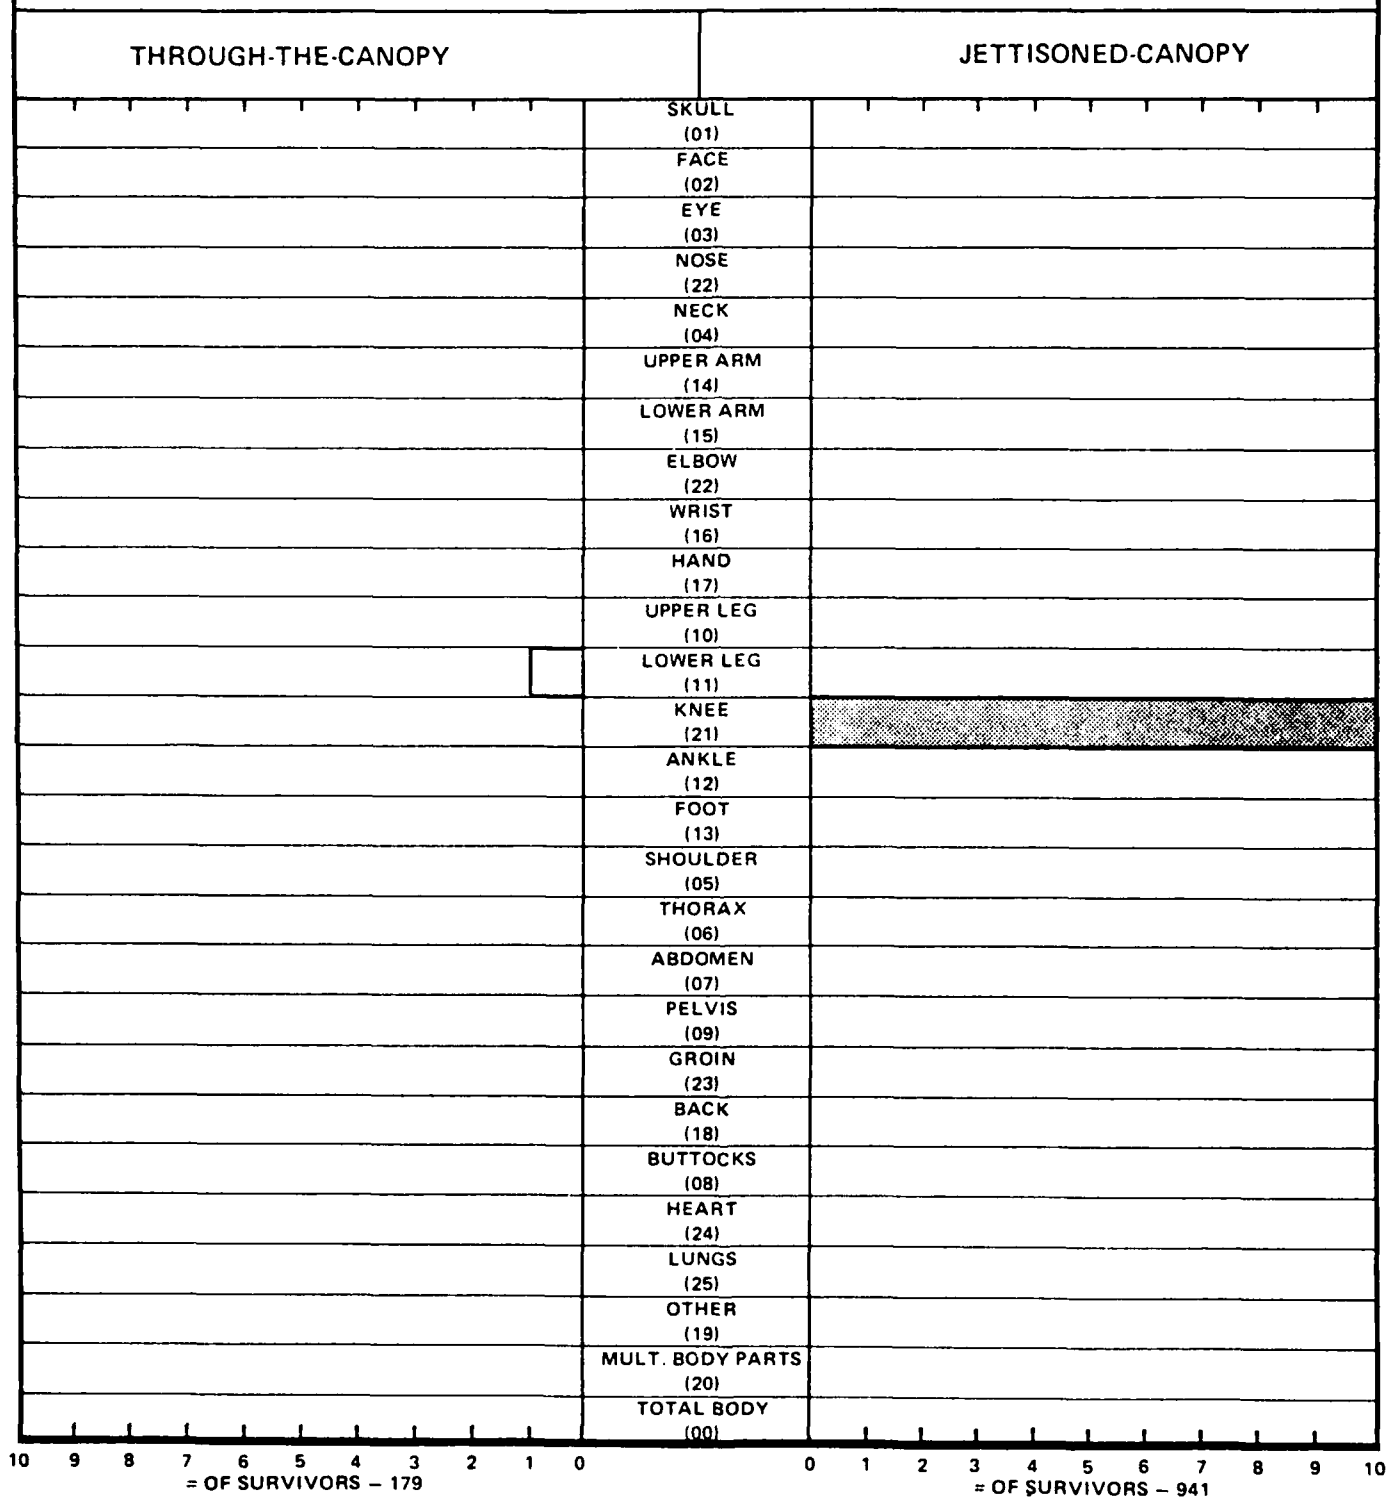 THROUGH-THE-CANOPY
JETTISONED-CANOPY
SKULL
(01)
FACE
(02)
EYE
(03)
NOSE
(22)
NECK
(04)
UPPER ARM
(14)
LOWER ARM
(15)
ELBOW
(22)
WRIST
(16)
HAND
(17)
UPPER LEG
(10)
LOWER LEG
(11)
KNEE
(21)
ANKLE
(12)
FOOT
(13)
SHOULDER
(05)
THORAX
(06)
ABDOMEN
(07)
PELVIS
(09)
GROIN
(23)
BACK
(18)
BUTTOCKS
(08)
HEART
(24)
LUNGS
(25)
OTHER
(19)
MULT. BODY PARTS
(20)
TOTAL BODY
(00)
10 9 8 7 6 5 4 3 2 1 0
0 1 2 3 4 5 6 7 8 9 10
= OF SURVIVORS – 179
= OF SURVIVORS – 941